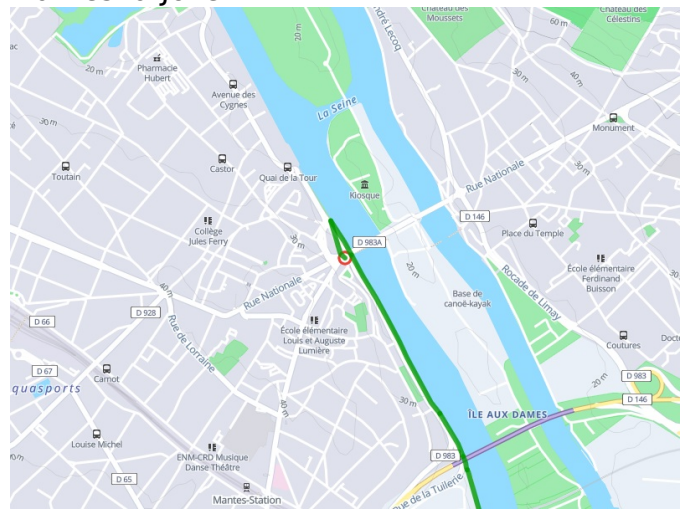 Château des
Moussets
Château des
Célestins
60 m
20 m
André Lecoq
20 m
Pharmacie
Hubert
30 m
40 m
Avenue des
Cygnes
La Seine
30 m
Monument
Toutain
Castor
Quai de la Tour
Kiosque
Rue Nationale
D 146
Collège
Jules Ferry
30 m
D 983A
Place du Temple
20 m
École élémentaire
Ferdinand
Buisson
Rue Nationale
Base de
canoë-kayak
Rocade de Limay
40 m
D 66
D 928
École élémentaire
Louis et Auguste
Lumière
Rue de Lorraine
Coutures
D 67
Carnot
D 983
20 m
D 146
quasports
30 m
40 m
ÎLE AUX DAMES
Louise Michel
ENM-CRD Musique
Danse Théâtre
D 983
D 65
Rue de la Tuilerie
Mantes-Station